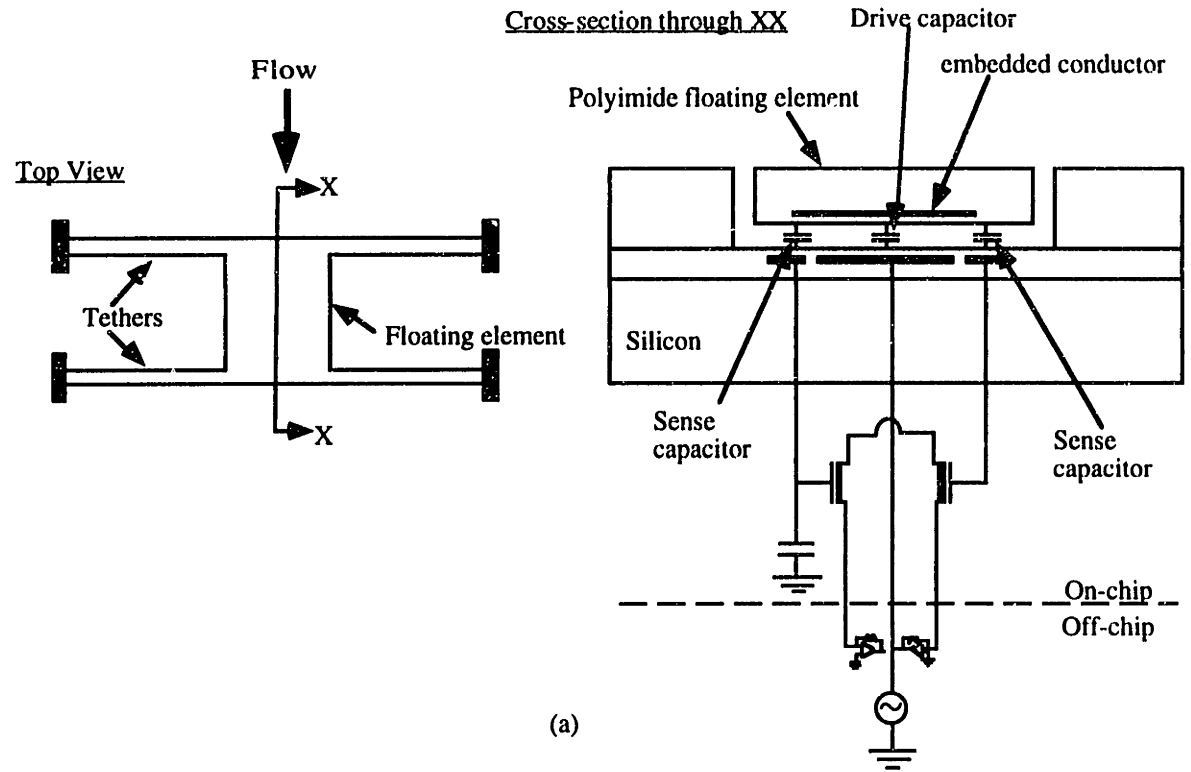 Cross-section through XX
Drive capacitor
embedded conductor
Polyimide floating element
Flow
Top View
X
Tethers
Floating element
X
Silicon
Sense
capacitor
Sense
capacitor
On-chip
Off-chip
(a)